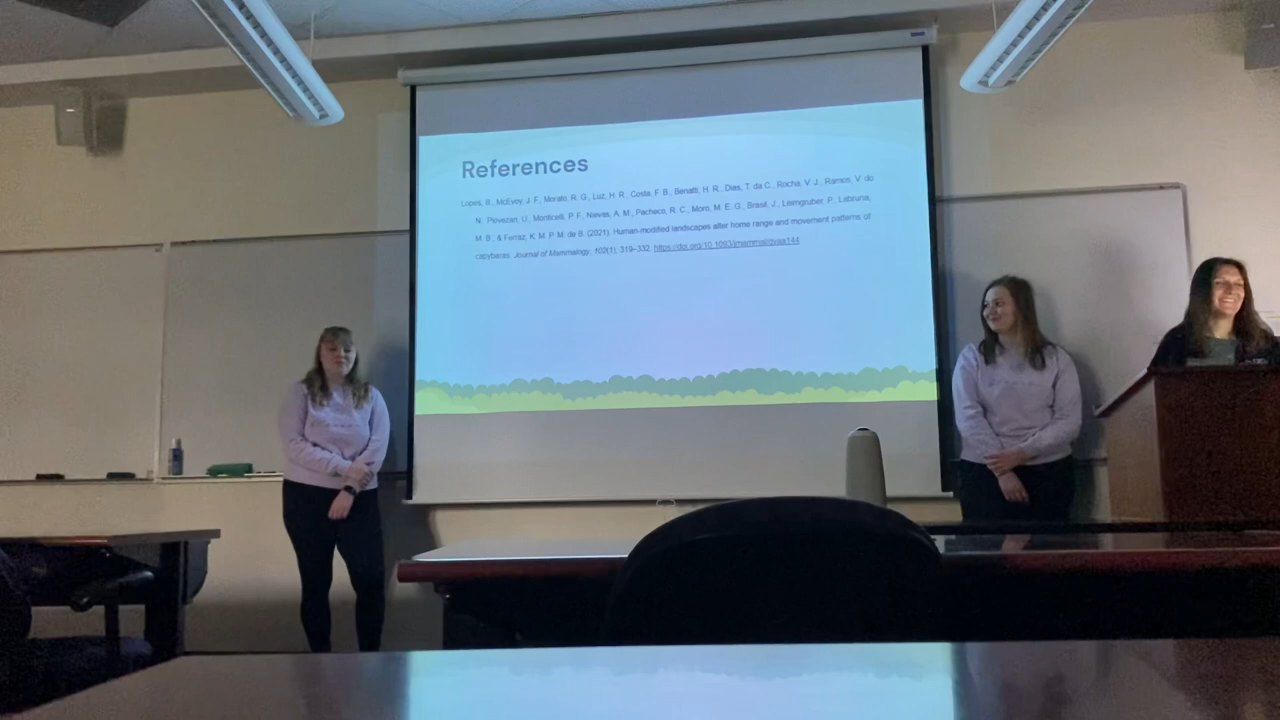 References
Lopes, B., McEvoy, J. F., Morato, R. G., Luz, H. R., Costa, F. B., Benatti, H. R., Dias, T. da C., Rocha, V. J., Ramos, V. do
N., Piovezan, U., Monticelli, P. F., Nievas, A. M., Pacheco, R. C., Moro, M. E. G., Brasil, J., Leimgruber, P., Labruna,
M. B., & Ferraz, K. M. P. M. de B. (2021). Human-modified landscapes alter home range and movement patterns of
capybaras. Journal of Mammalogy, 102(1), 319–332. https://doi.org/10.1093/jmammal/gyaa144